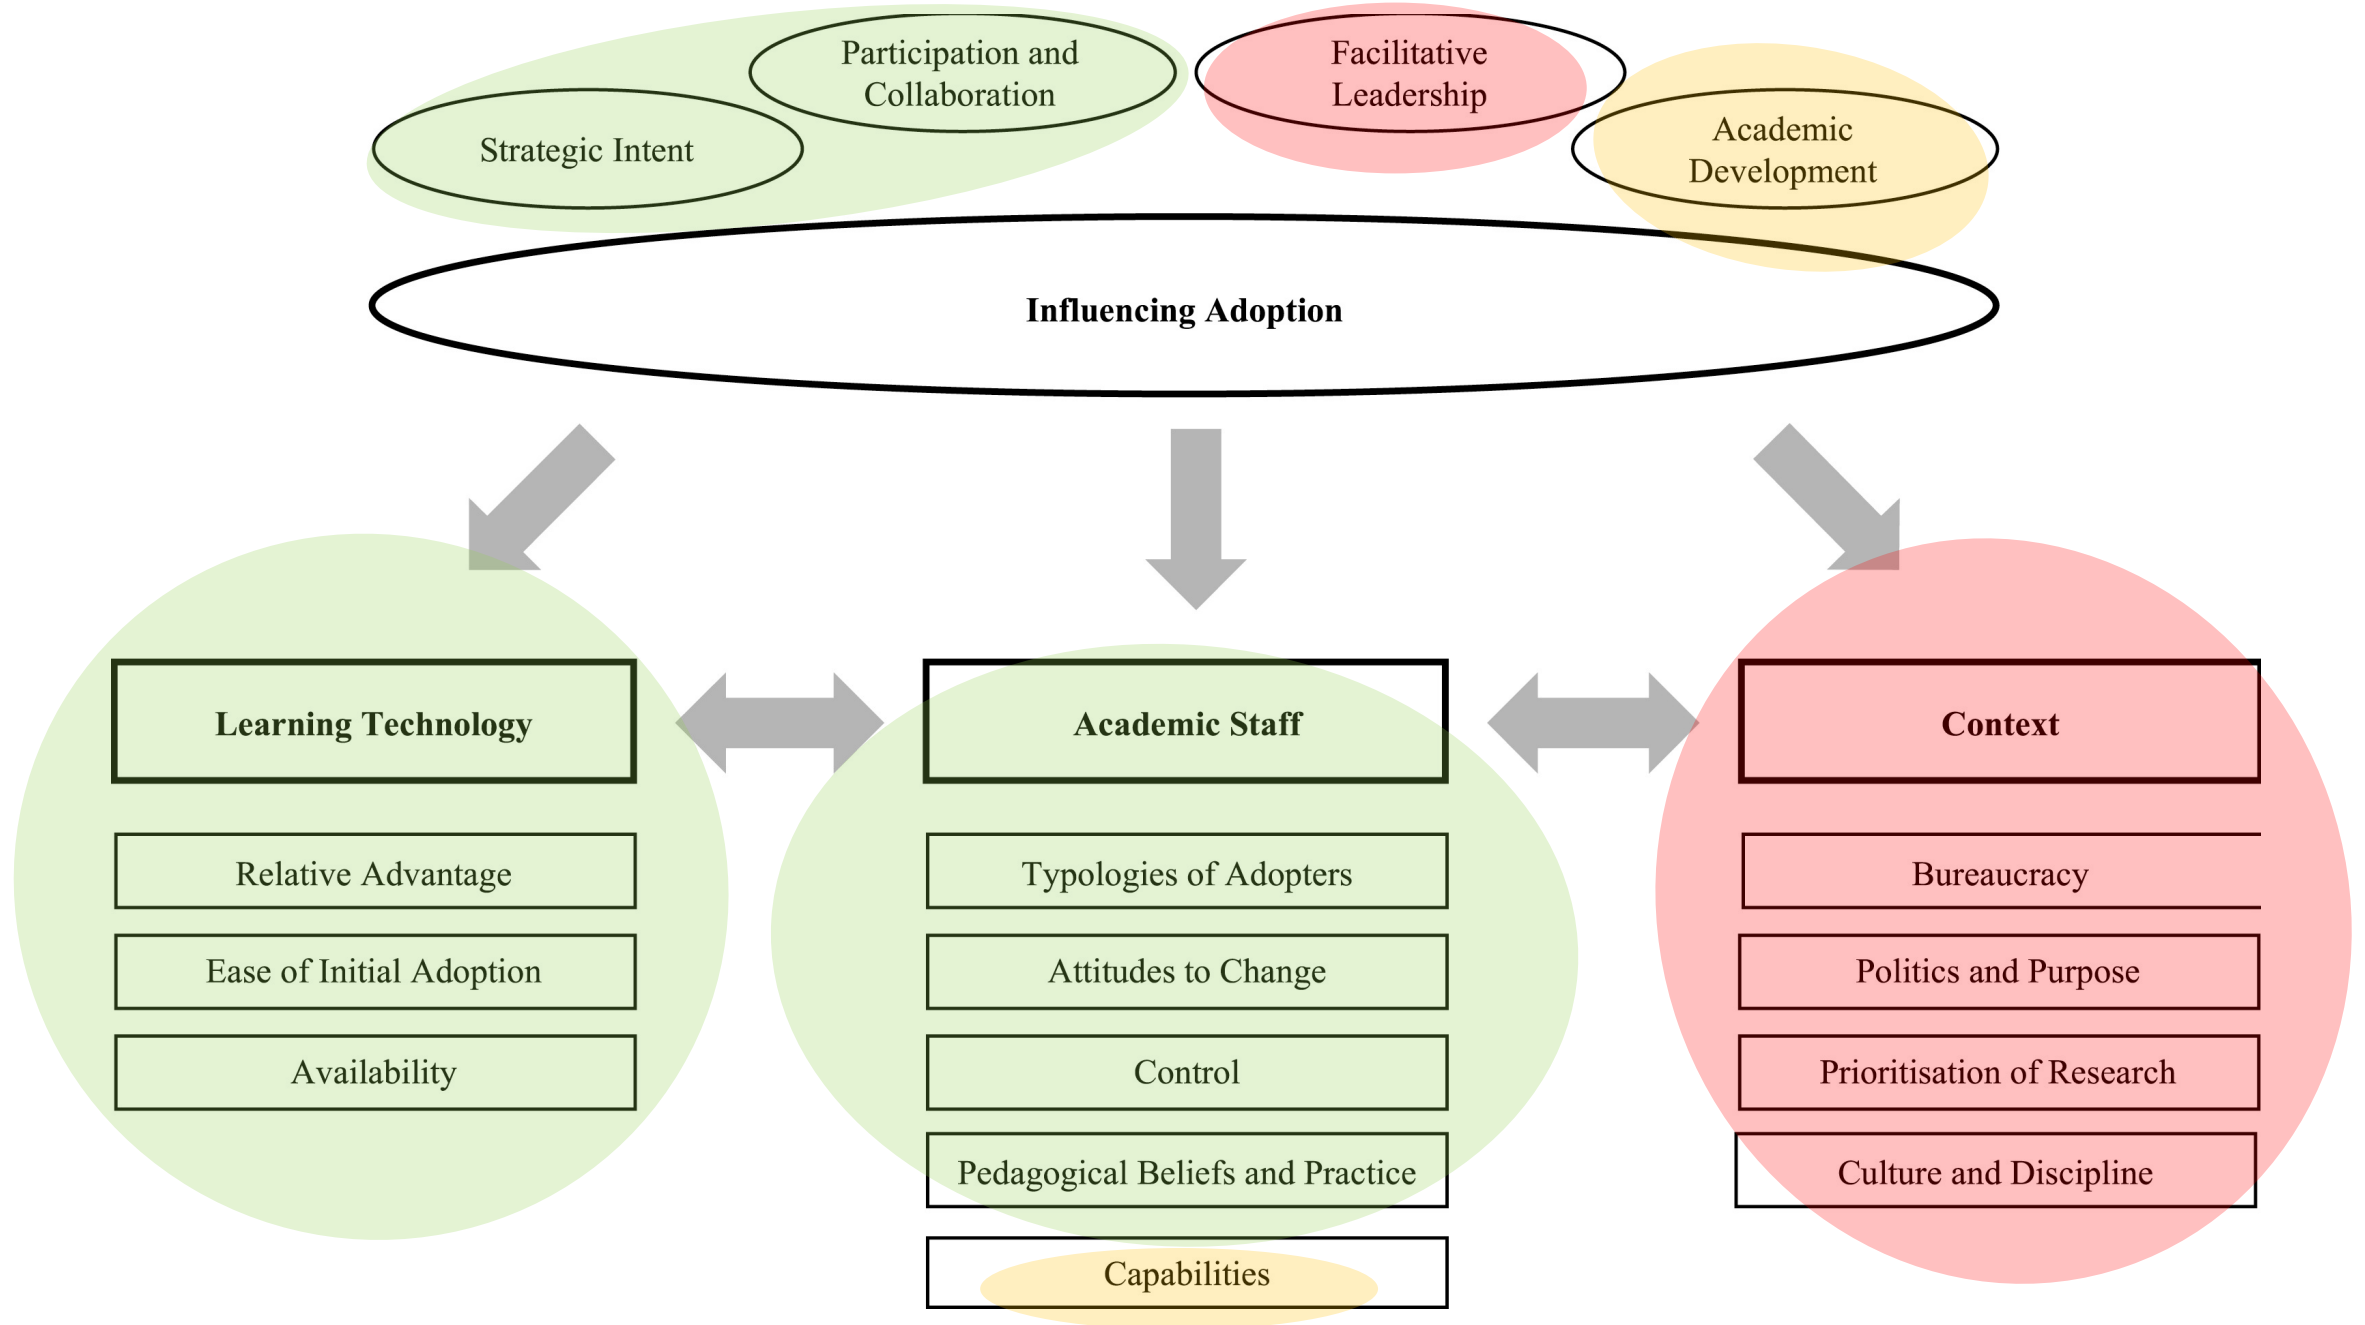 Participation and
Collaboration
Facilitative
Leadership
Strategic Intent
Academic
Development
Influencing Adoption
Learning Technology
Academic Staff
Context
Relative Advantage
Typologies of Adopters
Bureaucracy
Ease of Initial Adoption
Attitudes to Change
Politics and Purpose
Availability
Control
Prioritisation of Research
Pedagogical Beliefs and Practice
Culture and Discipline
Capabilities